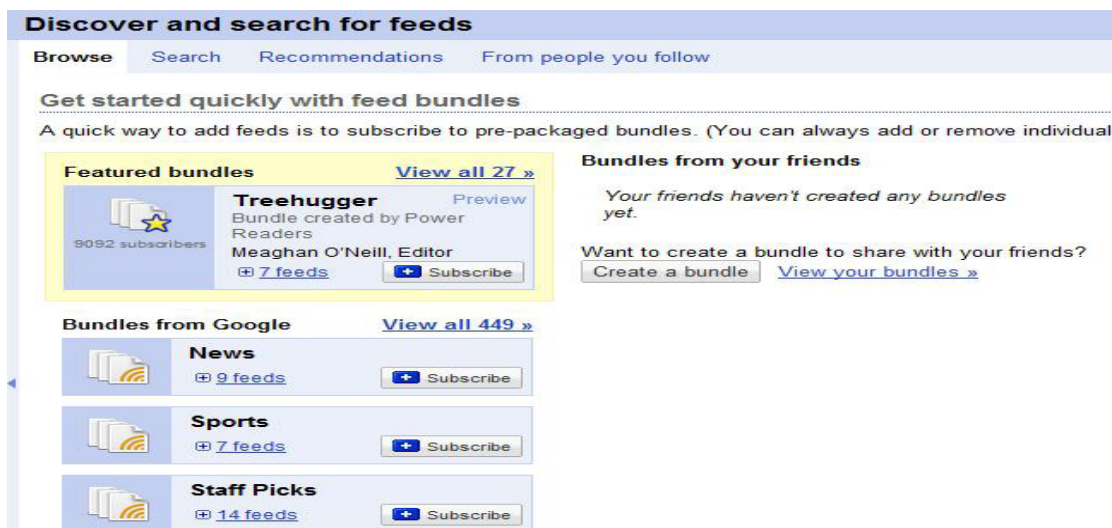 Discover and search for feeds
Browse Search Recommendations From people you follow
Get started quickly with feed bundles
A quick way to add feeds is to subscribe to pre-packaged bundles. (You can always add or remove individual
Featured bundles View all 27 »
Treehugger Preview
Bundle created by Power
Readers
9092 subscribers
Meaghan O'Neill, Editor
7 feeds Subscribe
Bundles from Google View all 449 »
News
9 feeds Subscribe
Sports
7 feeds Subscribe
Staff Picks
14 feeds Subscribe
Bundles from your friends
Your friends haven't created any bundles
yet.
Want to create a bundle to share with your friends?
Create a bundle View your bundles »